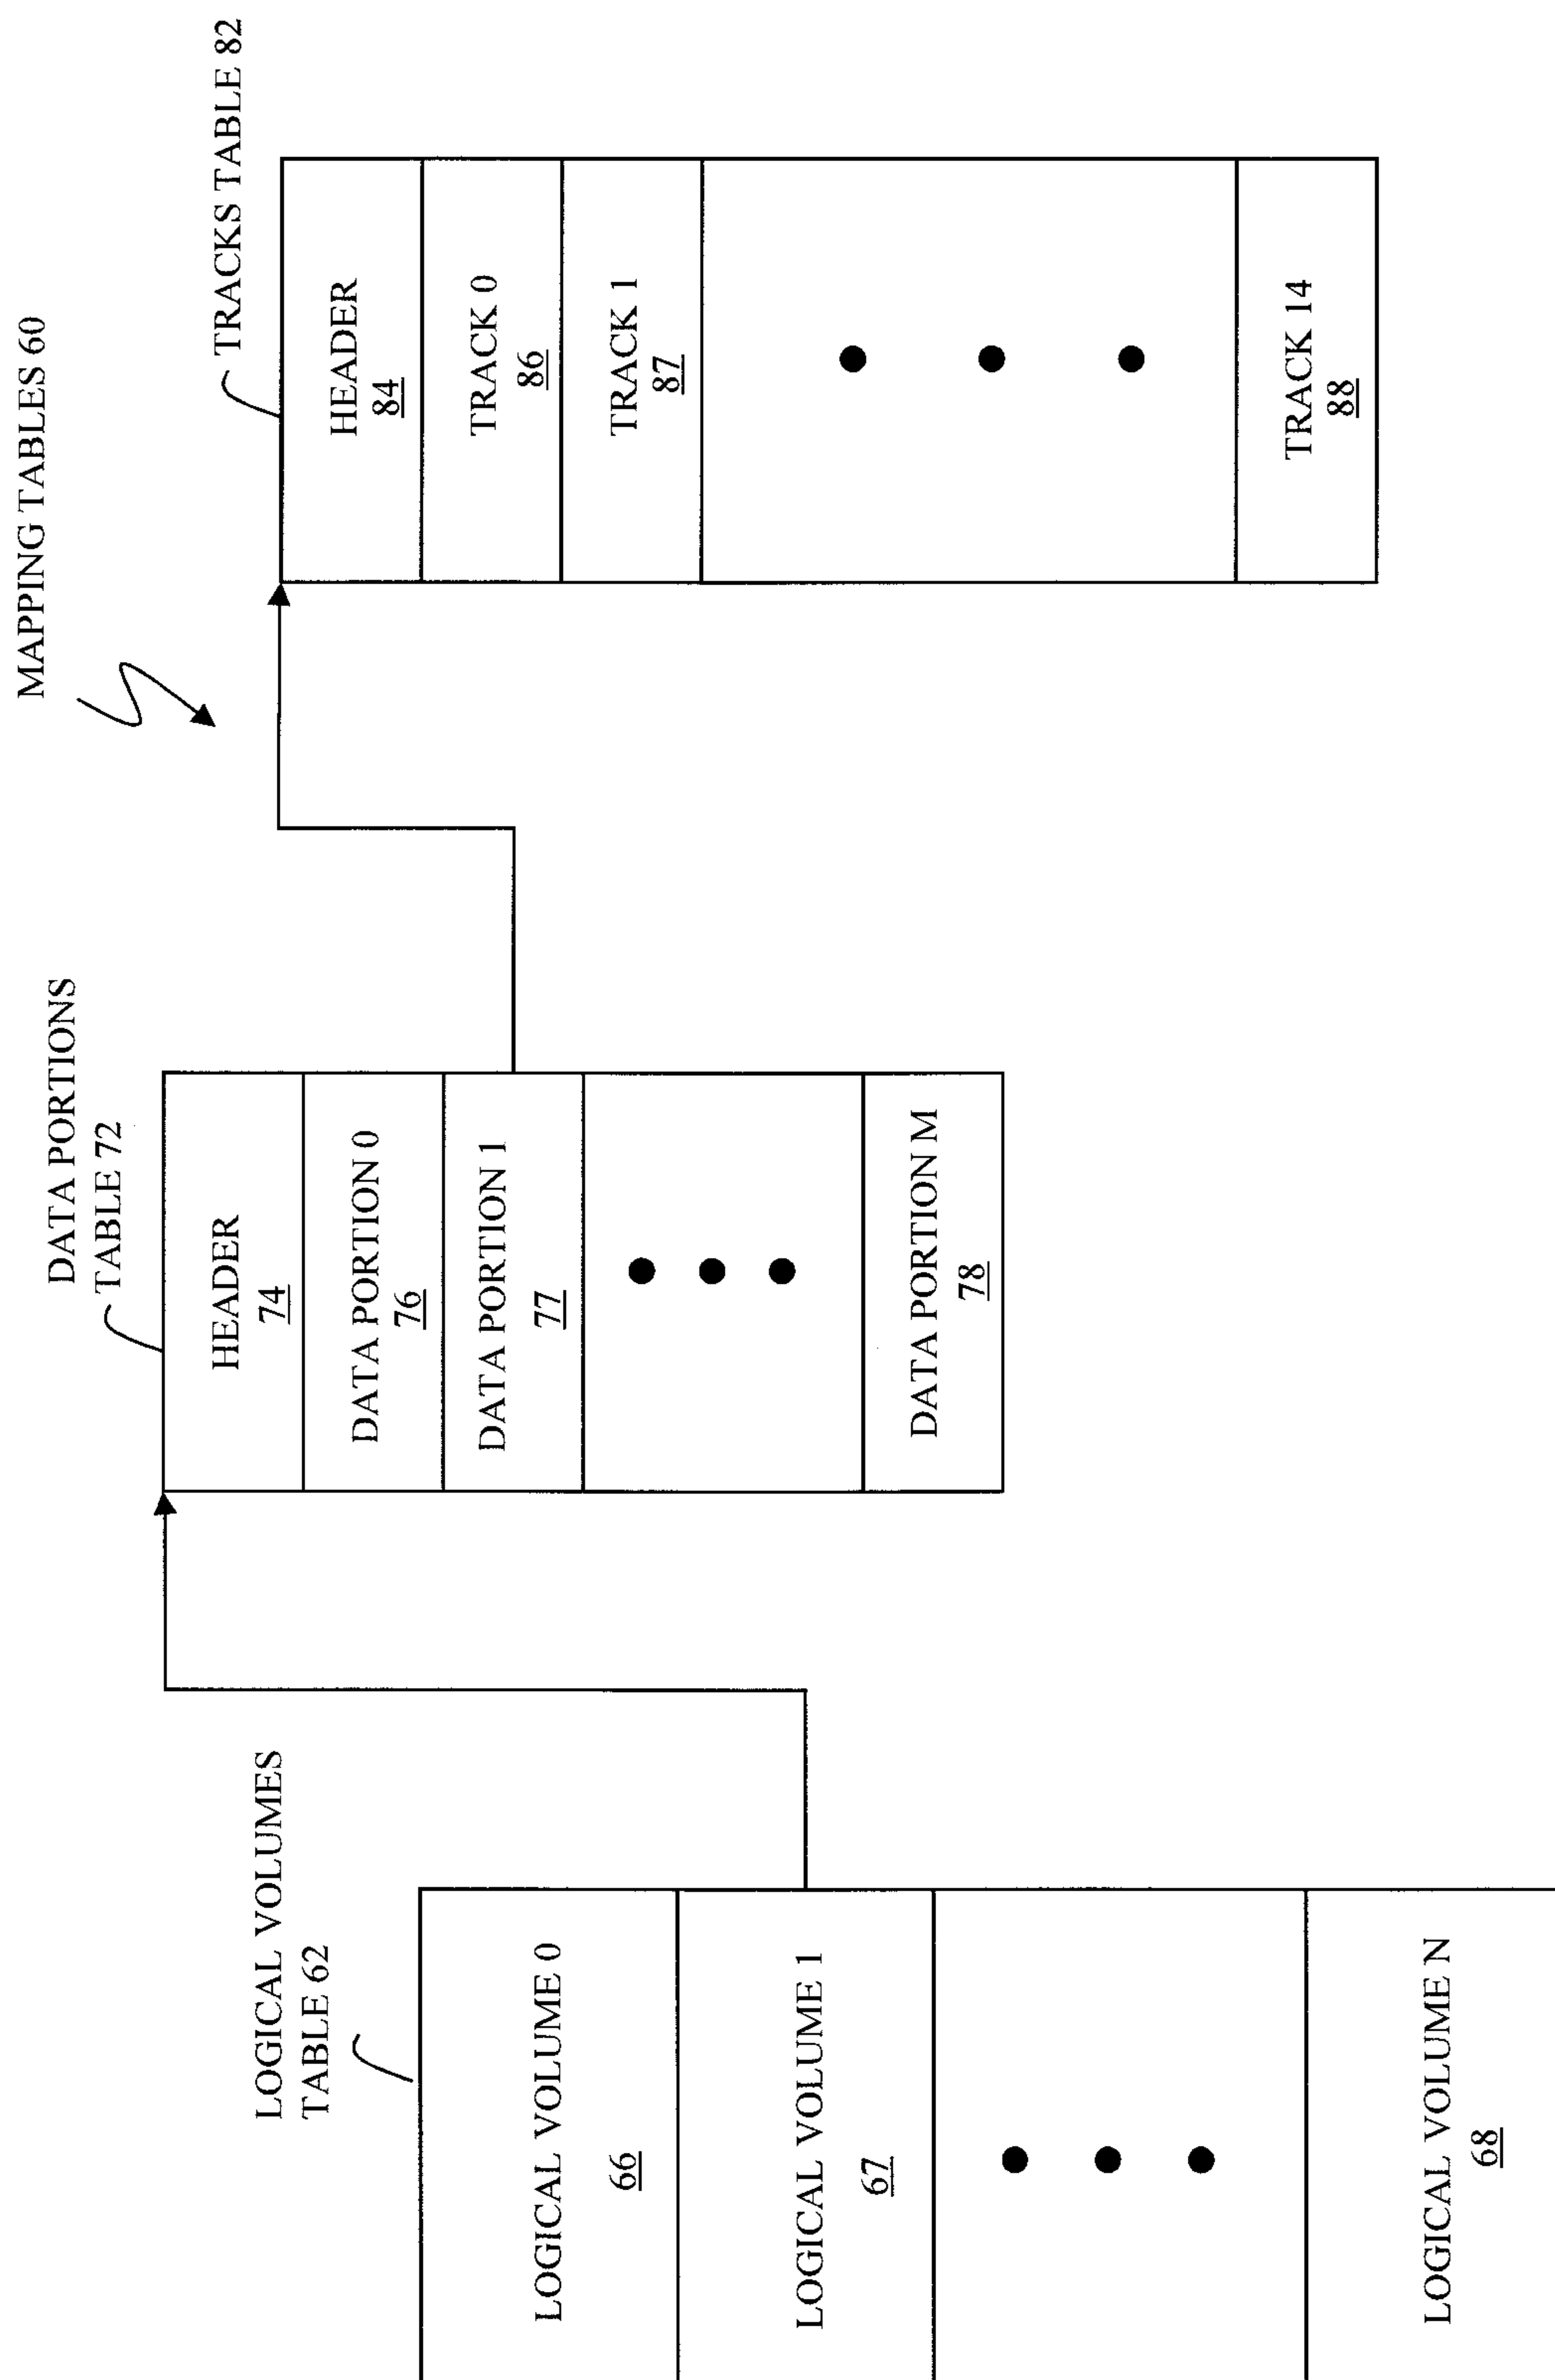 MAPPING TABLES 60
LOGICAL VOLUMES
TABLE 62
LOGICAL VOLUME 0
66
LOGICAL VOLUME 1
67
LOGICAL VOLUME N
68
DATA PORTIONS
TABLE 72
HEADER
74
DATA PORTION 0
76
DATA PORTION 1
77
DATA PORTION M
78
TRACKS TABLE 82
HEADER
84
TRACK 0
86
TRACK 1
87
TRACK 14
88